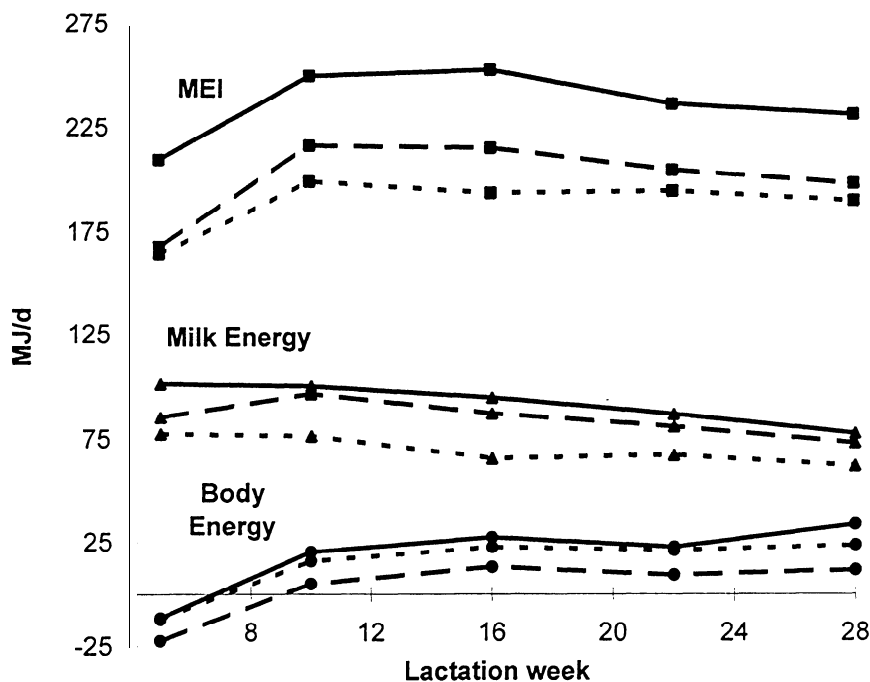 275
MEI
225
175
125
Milk Energy
MJ/d
75
Body
Energy
25
-25
8 12 16 20 24 28
Lactation week